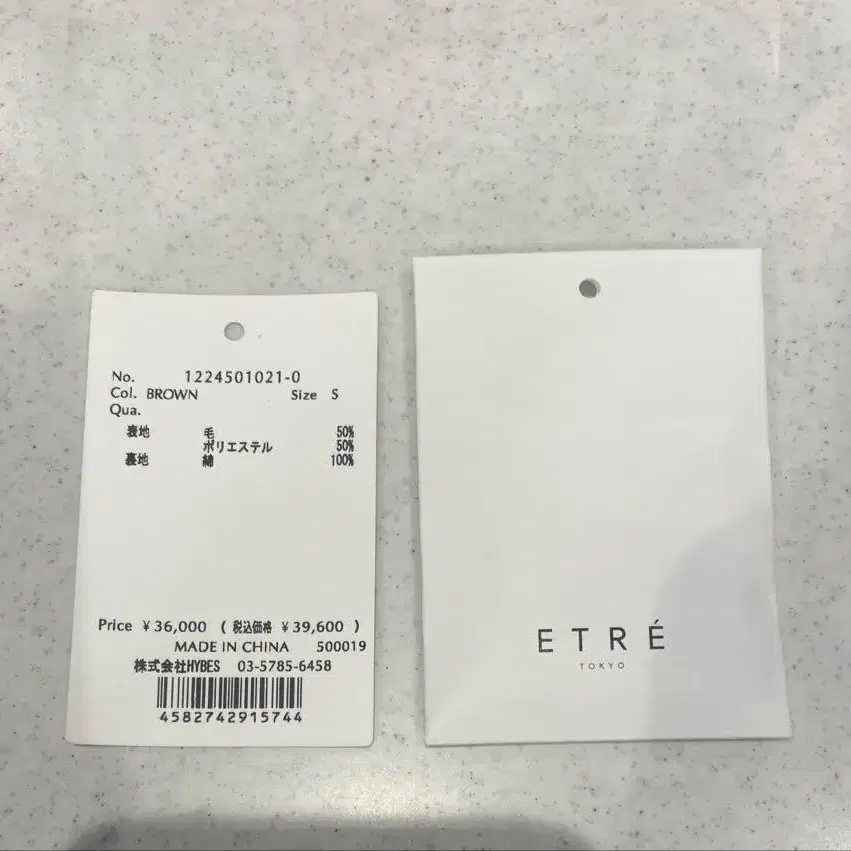 No. 1224501021-0
Col. BROWN Size S
Qua.
表地 毛 50%
ポリエステル 50%
裏地 綿 100%
Price ¥36,000 ( 税込価格 ¥39,600 )
MADE IN CHINA 500019
株式会社HYBES 03-5785-6458
4582742915744
ETRÉ
TOKYO